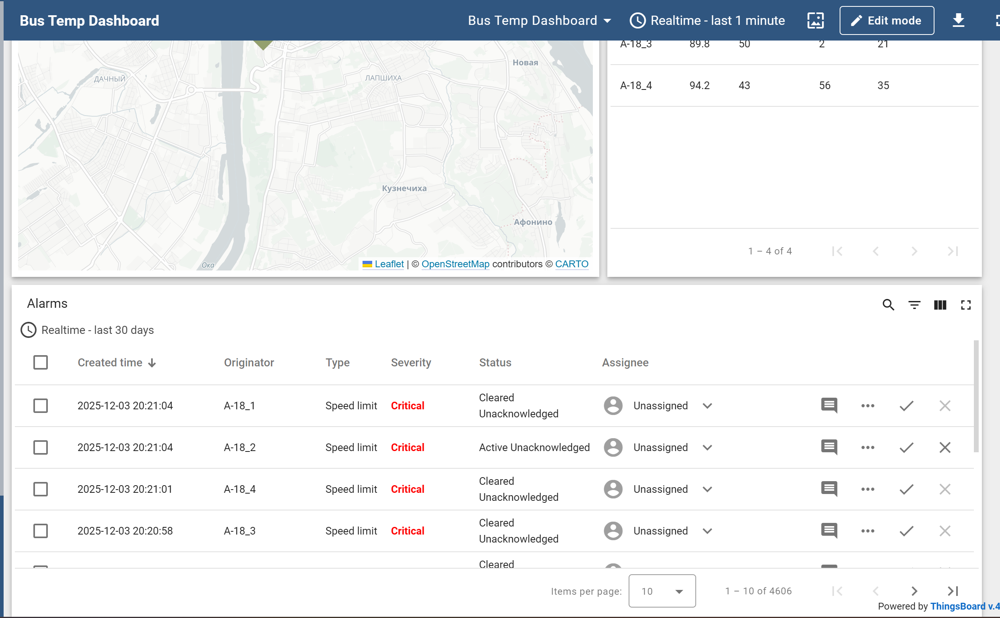 Bus Temp Dashboard
Bus Temp Dashboard
Realtime - last 1 minute
Edit mode
ДАЧНЫЙ
ЛАПШИХА
Новая
Кузнечиха
Афонино
Ока
Leaflet | © OpenStreetMap contributors © CARTO
A-18_3 89.8 50 2 21
A-18_4 94.2 43 56 35
1 – 4 of 4
Alarms
Realtime - last 30 days
Created time Originator Type Severity Status Assignee
2025-12-03 20:21:04 A-18_1 Speed limit Critical Cleared Unacknowledged Unassigned
2025-12-03 20:21:04 A-18_2 Speed limit Critical Active Unacknowledged Unassigned
2025-12-03 20:21:01 A-18_4 Speed limit Critical Cleared Unacknowledged Unassigned
2025-12-03 20:20:58 A-18_3 Speed limit Critical Cleared Unacknowledged Unassigned
Cleared
Items per page: 10 1 – 10 of 4606
Powered by ThingsBoard v.4